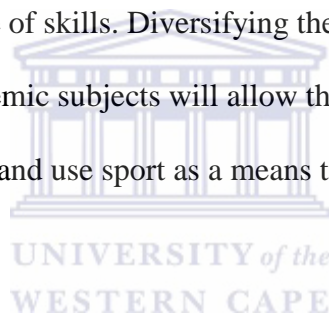 of skills. Diversifying the
emic subjects will allow th
and use sport as a means t
UNIVERSITY of the
WESTERN CAPE